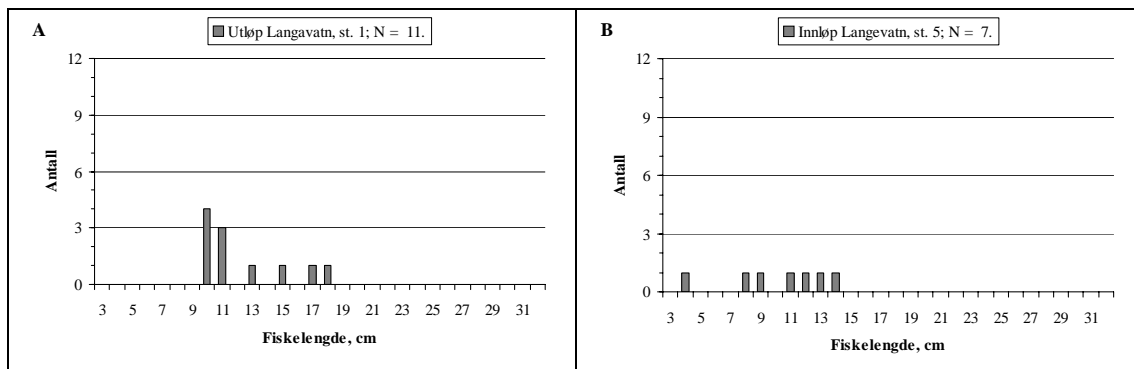 A
Utløp Langavatn, st. 1; N = 11.
12
9
6
3
0
Antall
3 5 7 9 11 13 15 17 19 21 23 25 27 29 31
Fiskelengde, cm
B
Innløp Langevatn, st. 5; N = 7.
12
9
6
3
0
Antall
3 5 7 9 11 13 15 17 19 21 23 25 27 29 31
Fiskelengde, cm